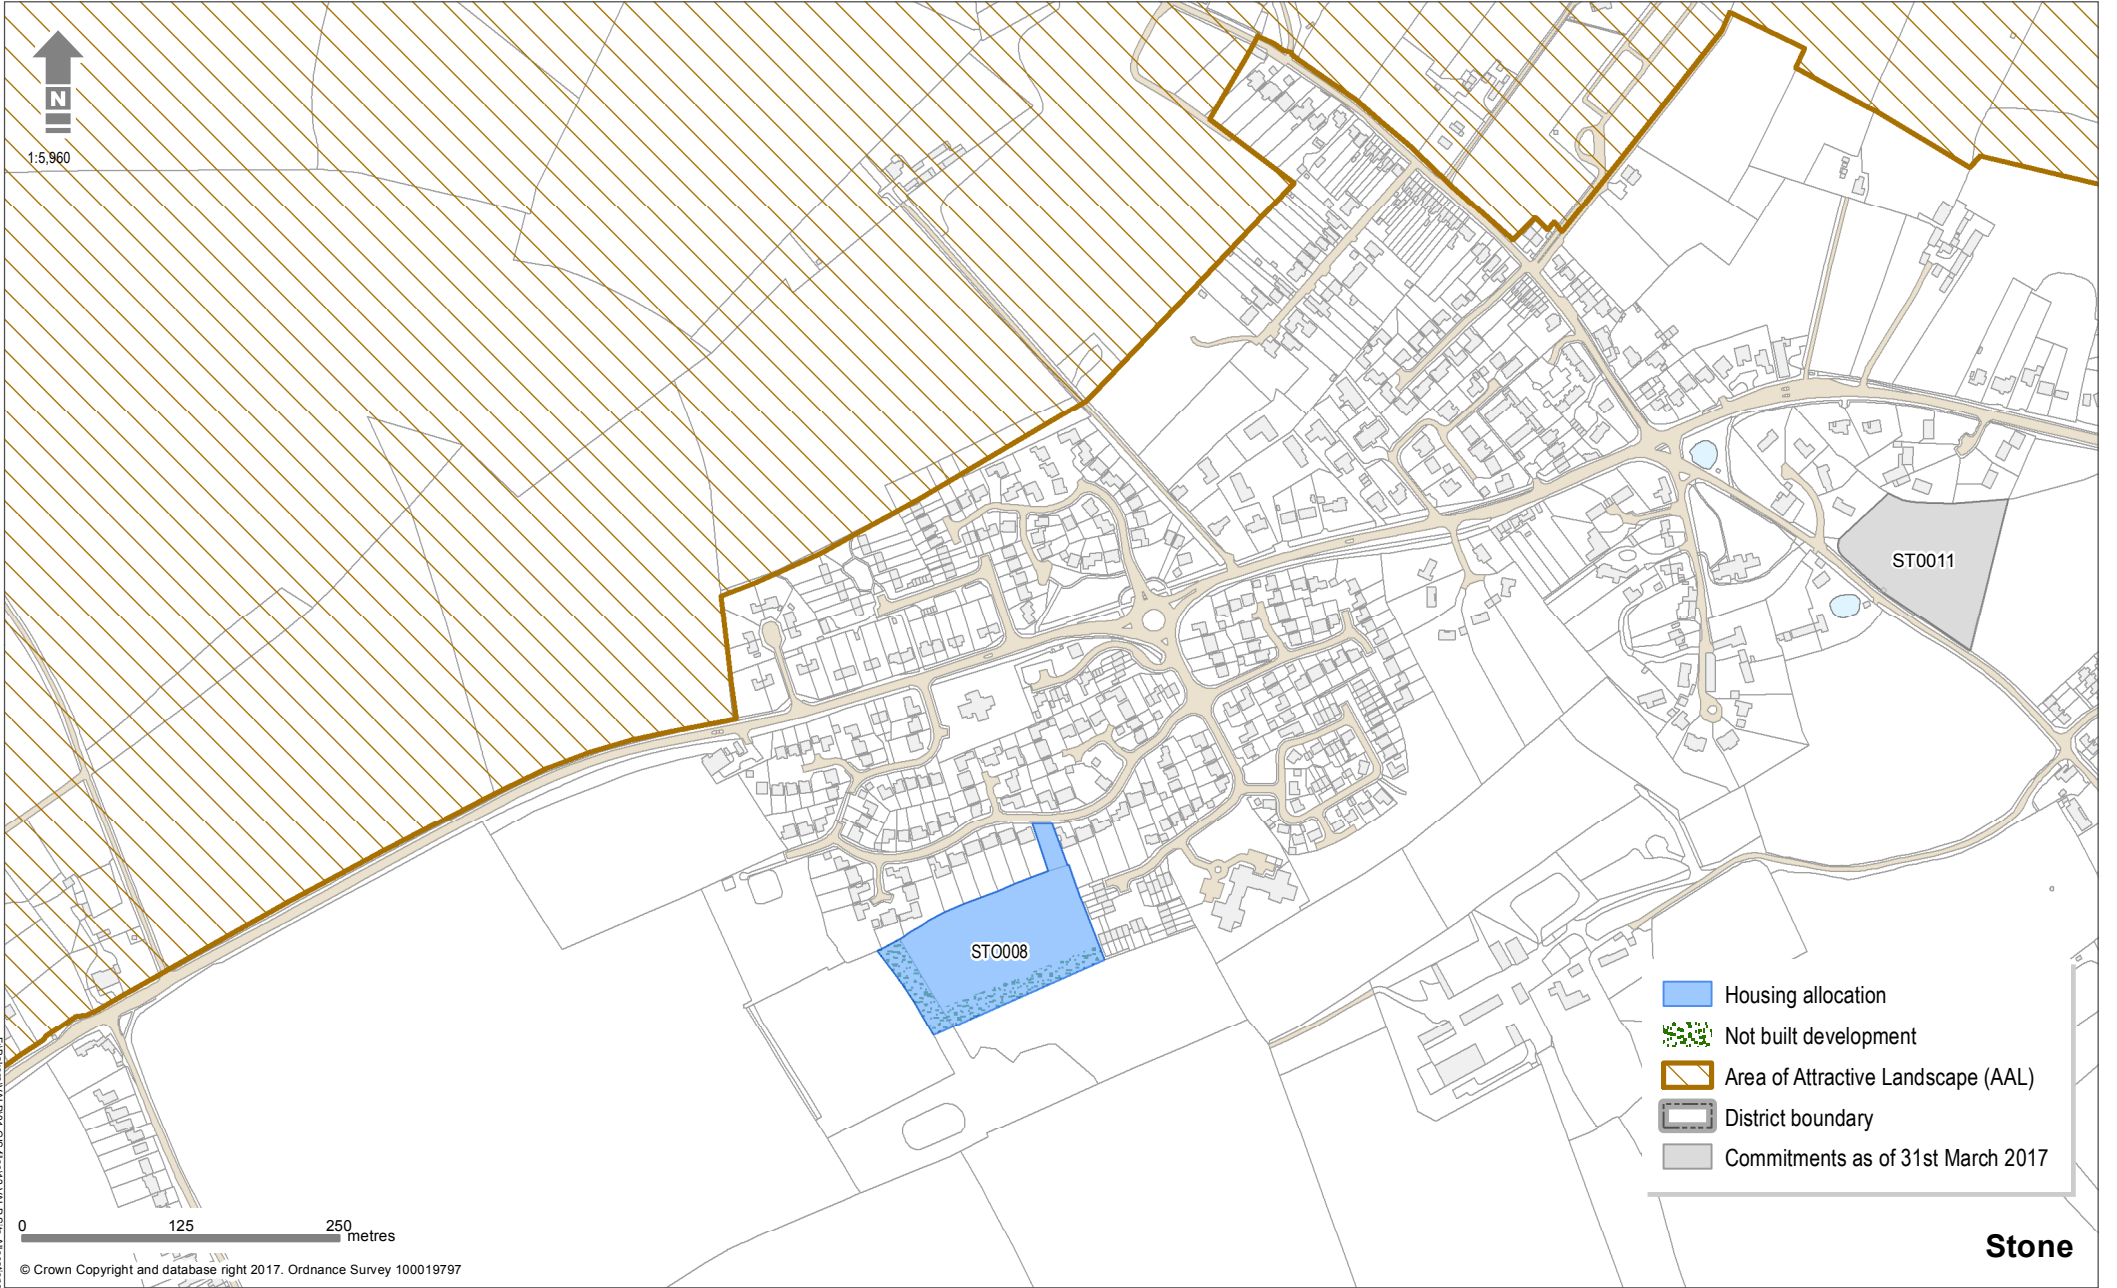 N
1:5,960
ST0011
STO008
Housing allocation
Not built development
Area of Attractive Landscape (AAL)
District boundary
Commitments as of 31st March 2017
0 125 250
metres
Stone
© Crown Copyright and database right 2017. Ordnance Survey 100019797